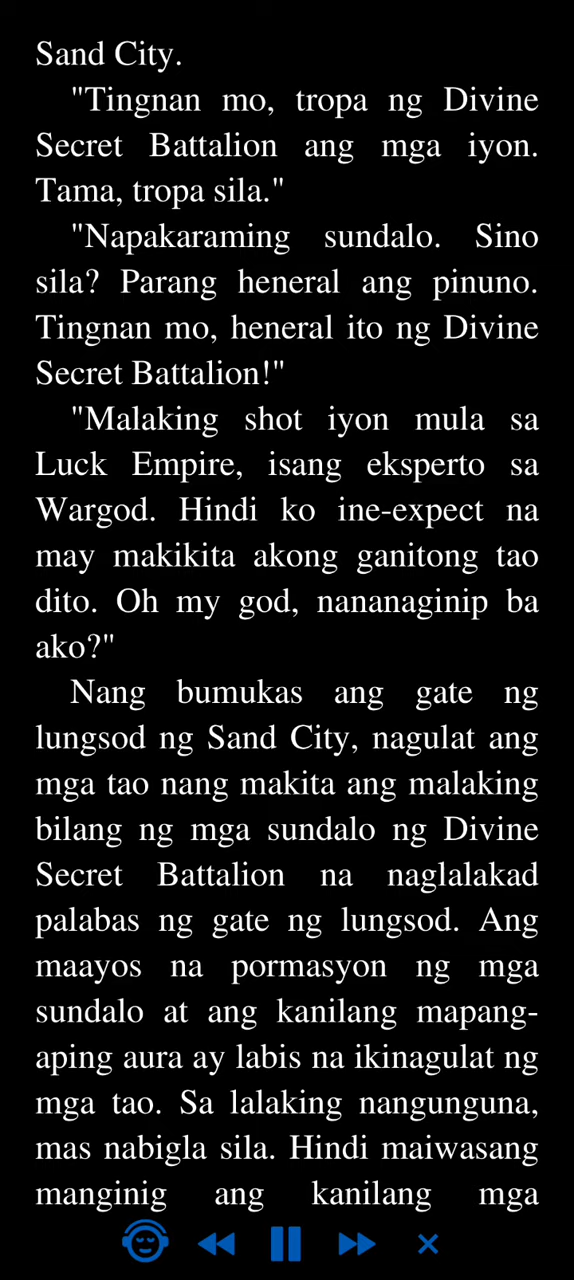 Sand City.
"Tingnan mo, tropa ng Divine
Secret Battalion ang mga iyon.
Tama, tropa sila."
"Napakaraming sundalo. Sino
sila? Parang heneral ang pinuno.
Tingnan mo, heneral ito ng Divine
Secret Battalion!"
"Malaking shot iyon mula sa
Luck Empire, isang eksperto sa
Wargod. Hindi ko ine-expect na
may makikita akong ganitong tao
dito. Oh my god, nananaginip ba
ako?"
Nang bumukas ang gate ng
lungsod ng Sand City, nagulat ang
mga tao nang makita ang malaking
bilang ng mga sundalo ng Divine
Secret Battalion na naglalakad
palabas ng gate ng lungsod. Ang
maayos na pormasyon ng mga
sundalo at ang kanilang mapang-
aping aura ay labis na ikinagulat ng
mga tao. Sa lalaking nangunguna,
mas nabigla sila. Hindi maiwasang
manginig ang kanilang mga